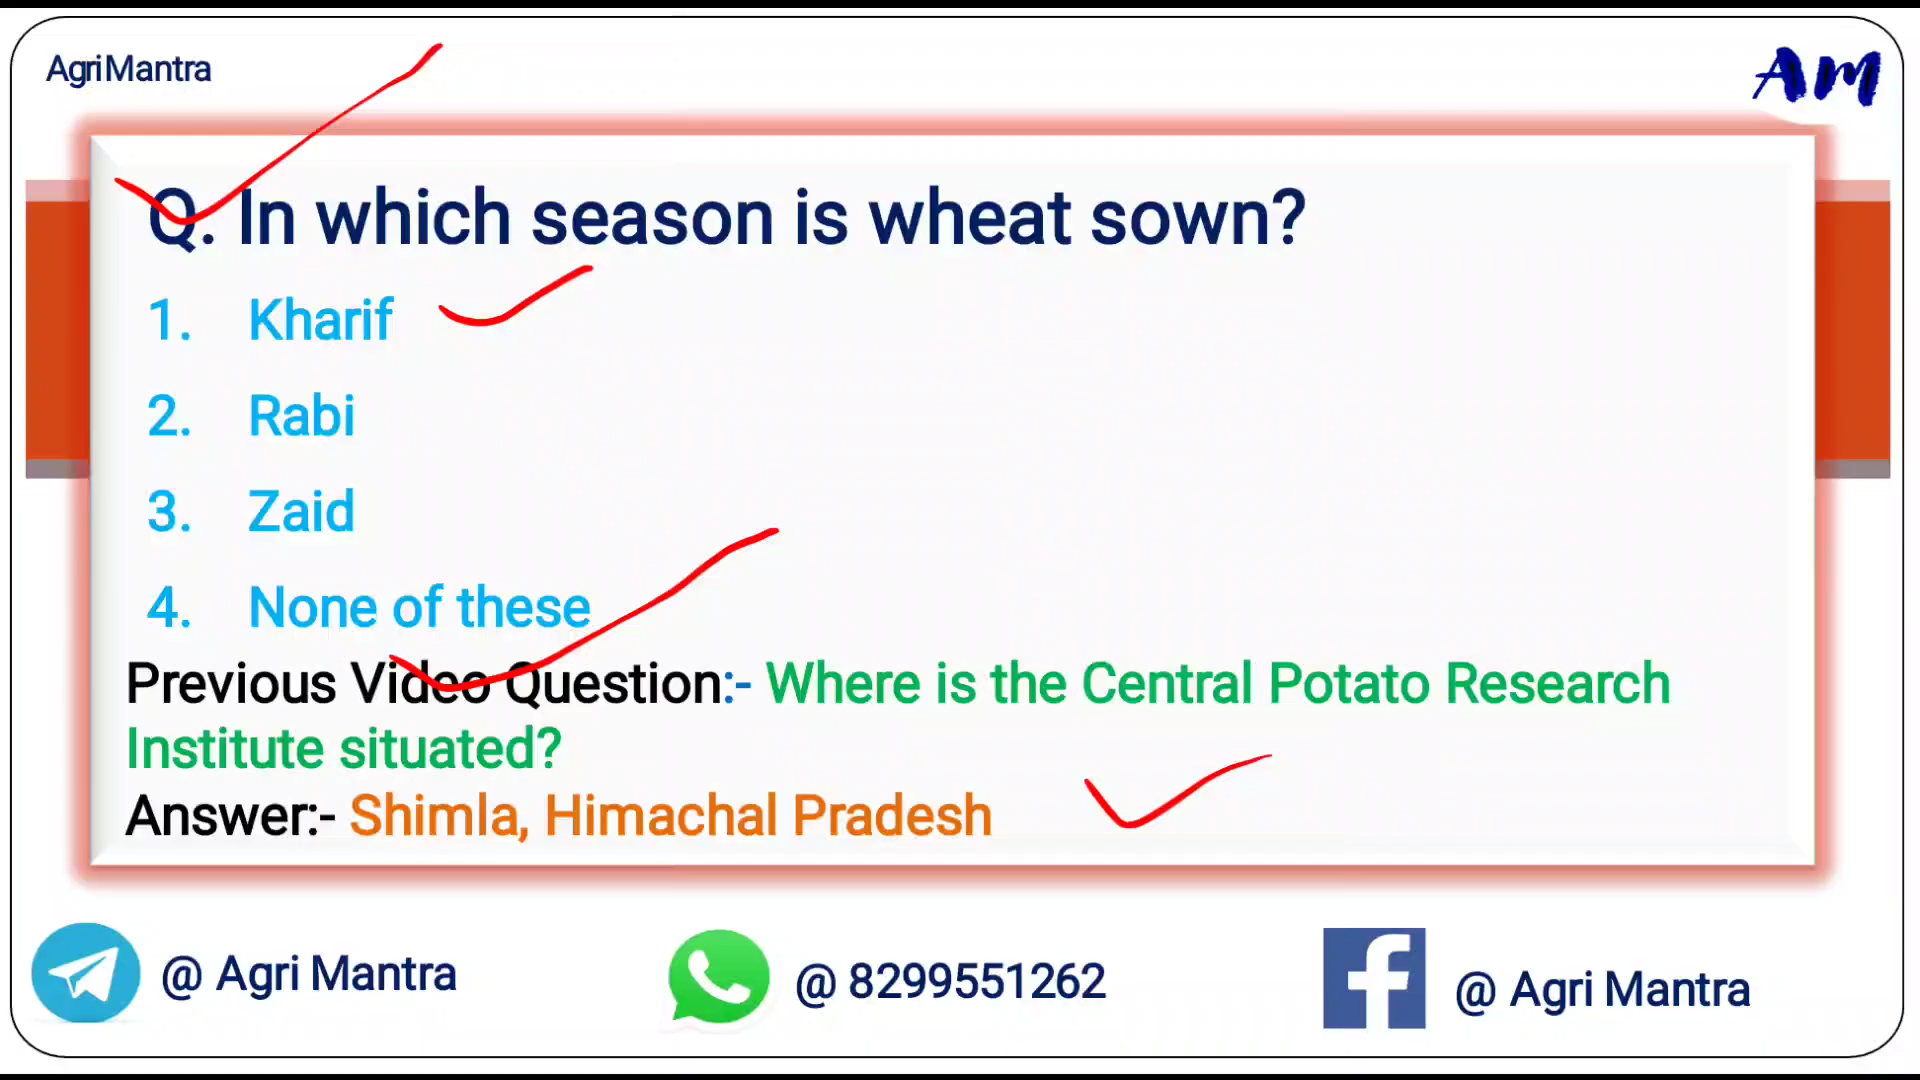 AgriMantra
AM
Q. In which season is wheat sown?
1. Kharif
2. Rabi
3. Zaid
4. None of these
Previous Video Question:- Where is the Central Potato Research
Institute situated?
Answer:- Shimla, Himachal Pradesh
@ Agri Mantra
@ 8299551262
@ Agri Mantra